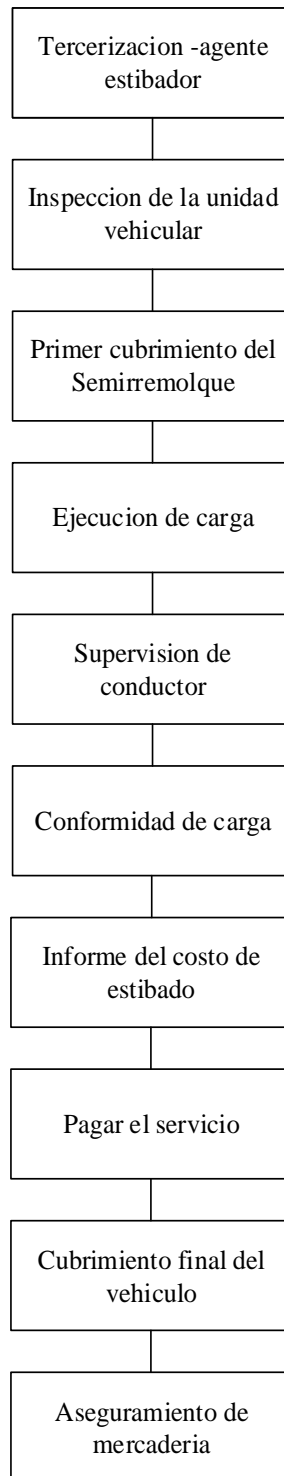 Tercerizacion -agente
estibador
Inspeccion de la unidad
vehicular
Primer cubrimiento del
Semirremolque
Ejecucion de carga
Supervision de
conductor
Conformidad de carga
Informe del costo de
estibado
Pagar el servicio
Cubrimiento final del
vehiculo
Aseguramiento de
mercaderia